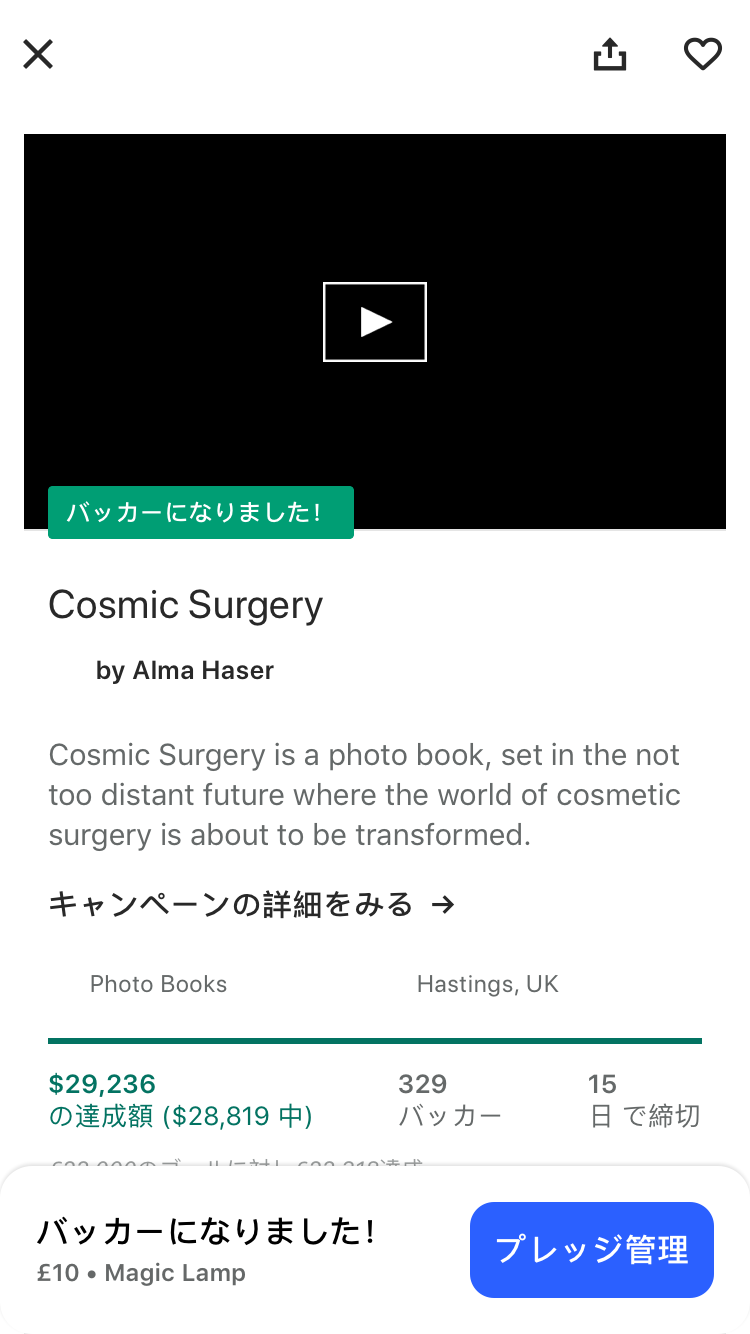 バッカーになりました!
Cosmic Surgery
by Alma Haser
Cosmic Surgery is a photo book, set in the not
too distant future where the world of cosmetic
surgery is about to be transformed.
キャンペーンの詳細をみる →
Photo Books
Hastings, UK
$29,236
の達成額 ($28,819 中)
329
バッカー
15
日 で締切
バッカーになりました!
£10 • Magic Lamp
プレッジ管理